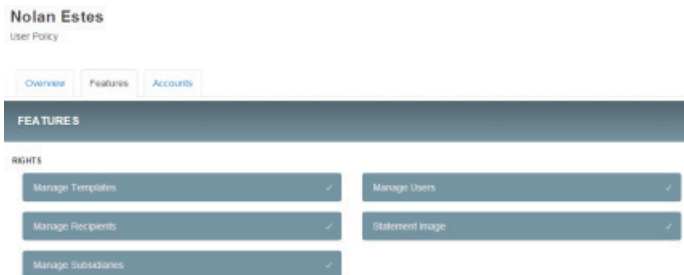 Nolan Estes
User Policy
Overview Features Accounts
FEATURES
RIGHTS
Manage Templates ✓ Manage Users ✓
Manage Recipients ✓ Statement Image ✓
Manage Subsidiaries ✓